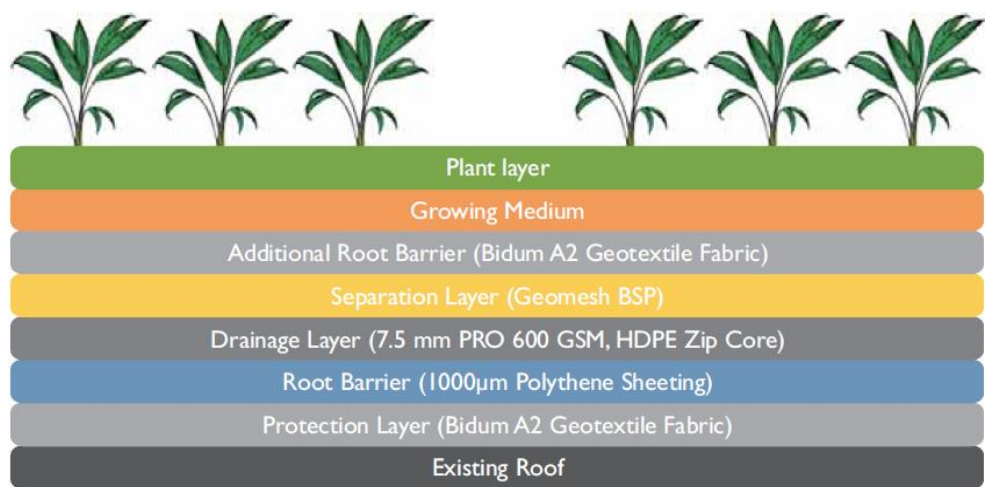 Plant layer
Growing Medium
Additional Root Barrier (Bidum A2 Geotextile Fabric)
Separation Layer (Geomesh BSP)
Drainage Layer (7.5 mm PRO 600 GSM, HDPE Zip Core)
Root Barrier (1000µm Polythene Sheeting)
Protection Layer (Bidum A2 Geotextile Fabric)
Existing Roof